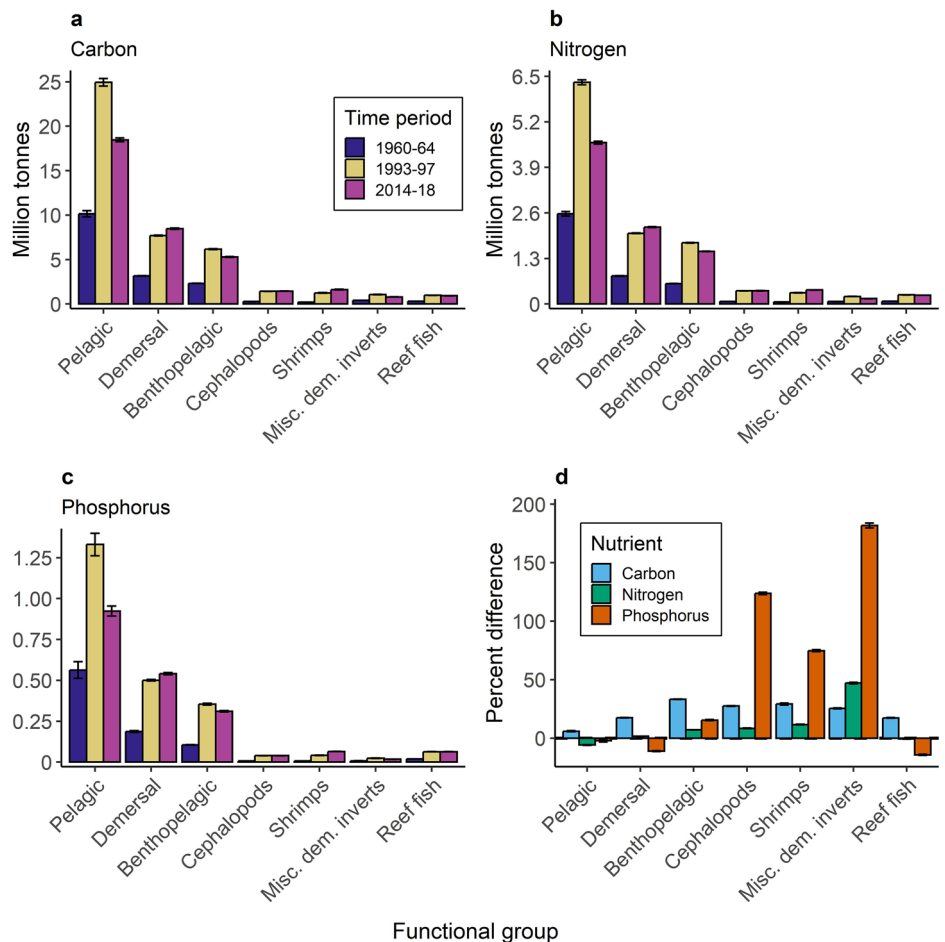 a
Carbon
Million tonnes
25
20
15
10
5
0
Time period
1960-64
1993-97
2014-18
Pelagic
Demersal
Benthopelagic
Cephalopods
Shrimps
Misc. dem. inverts
Reef fish
b
Nitrogen
Million tonnes
6.5
5.2
3.9
2.6
1.3
0
Pelagic
Demersal
Benthopelagic
Cephalopods
Shrimps
Misc. dem. inverts
Reef fish
c
Phosphorus
Million tonnes
1.25
1.00
0.75
0.50
0.25
0
Pelagic
Demersal
Benthopelagic
Cephalopods
Shrimps
Misc. dem. inverts
Reef fish
d
Percent difference
200
150
100
50
0
Nutrient
Carbon
Nitrogen
Phosphorus
Pelagic
Demersal
Benthopelagic
Cephalopods
Shrimps
Misc. dem. inverts
Reef fish
Functional group